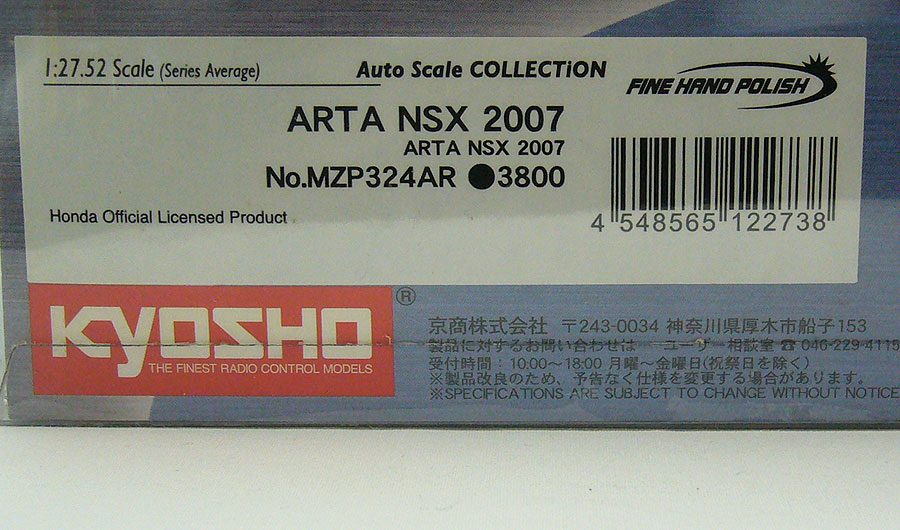 1:27.52 Scale (Series Average)
Auto Scale COLLECTiON
FINE HAND POLISH
ARTA NSX 2007
ARTA NSX 2007
No.MZP324AR ●3800
Honda Official Licensed Product
4 548565 122738
KYOSHO ®
THE FINEST RADIO CONTROL MODELS
京商株式会社 〒243-0034 神奈川県厚木市船子153
製品に対するお問い合わせは ユーザー相談室 ☎ 046-229-4115
受付時間：10:00〜18:00 月曜〜金曜日(祝祭日を除く)
※製品改良のため、予告なく仕様を変更する場合があります。
※SPECIFICATIONS ARE SUBJECT TO CHANGE WITHOUT NOTICE